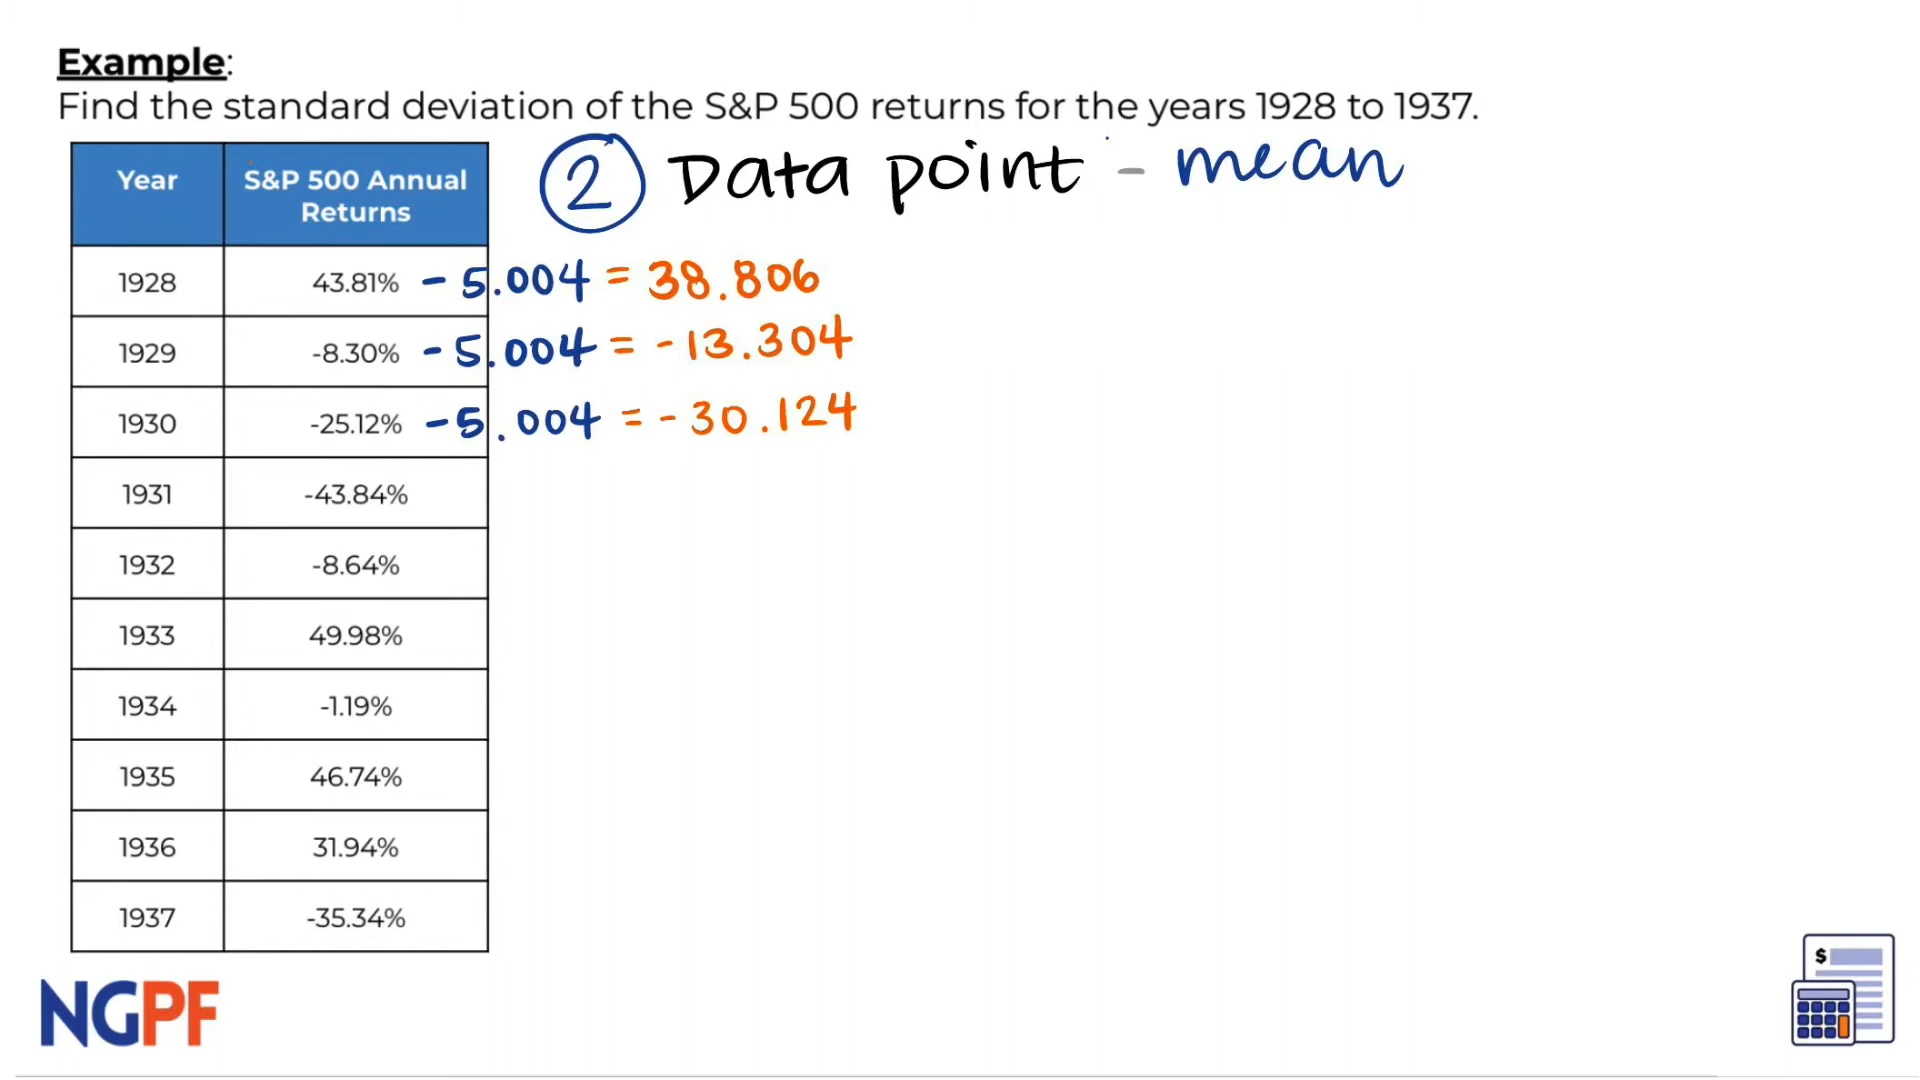 Example:
Find the standard deviation of the S&P 500 returns for the years 1928 to 1937.
② Data point - mean
Year S&P 500 Annual Returns
1928 43.81% - 5.004 = 38.806
1929 -8.30% - 5.004 = -13.304
1930 -25.12% - 5.004 = -30.124
1931 -43.84%
1932 -8.64%
1933 49.98%
1934 -1.19%
1935 46.74%
1936 31.94%
1937 -35.34%
NGPF
$